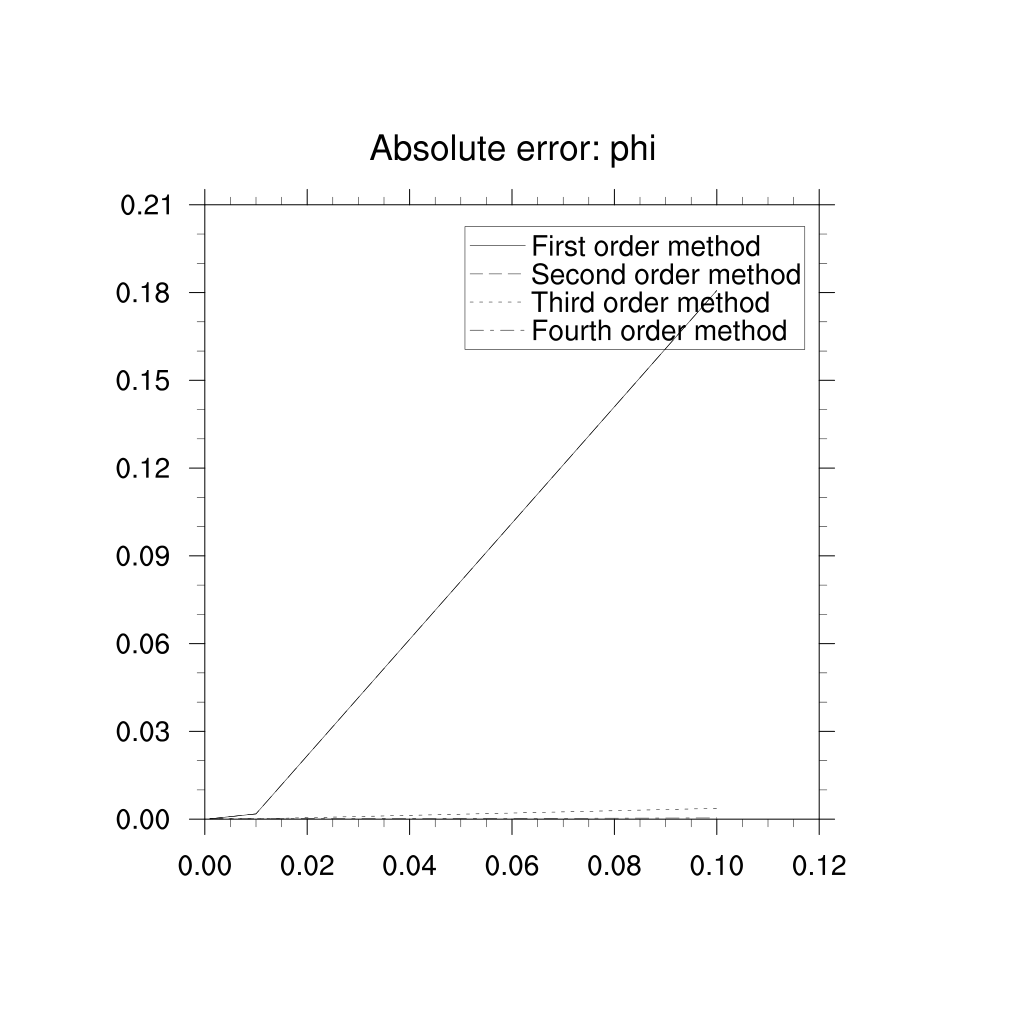 Absolute error: phi
0.21
First order method
Second order method
0.18
Third order method
Fourth order method
0.15
0.12
0.09
0.06
0.03
0.00
0.00 0.02 0.04 0.06 0.08 0.10 0.12